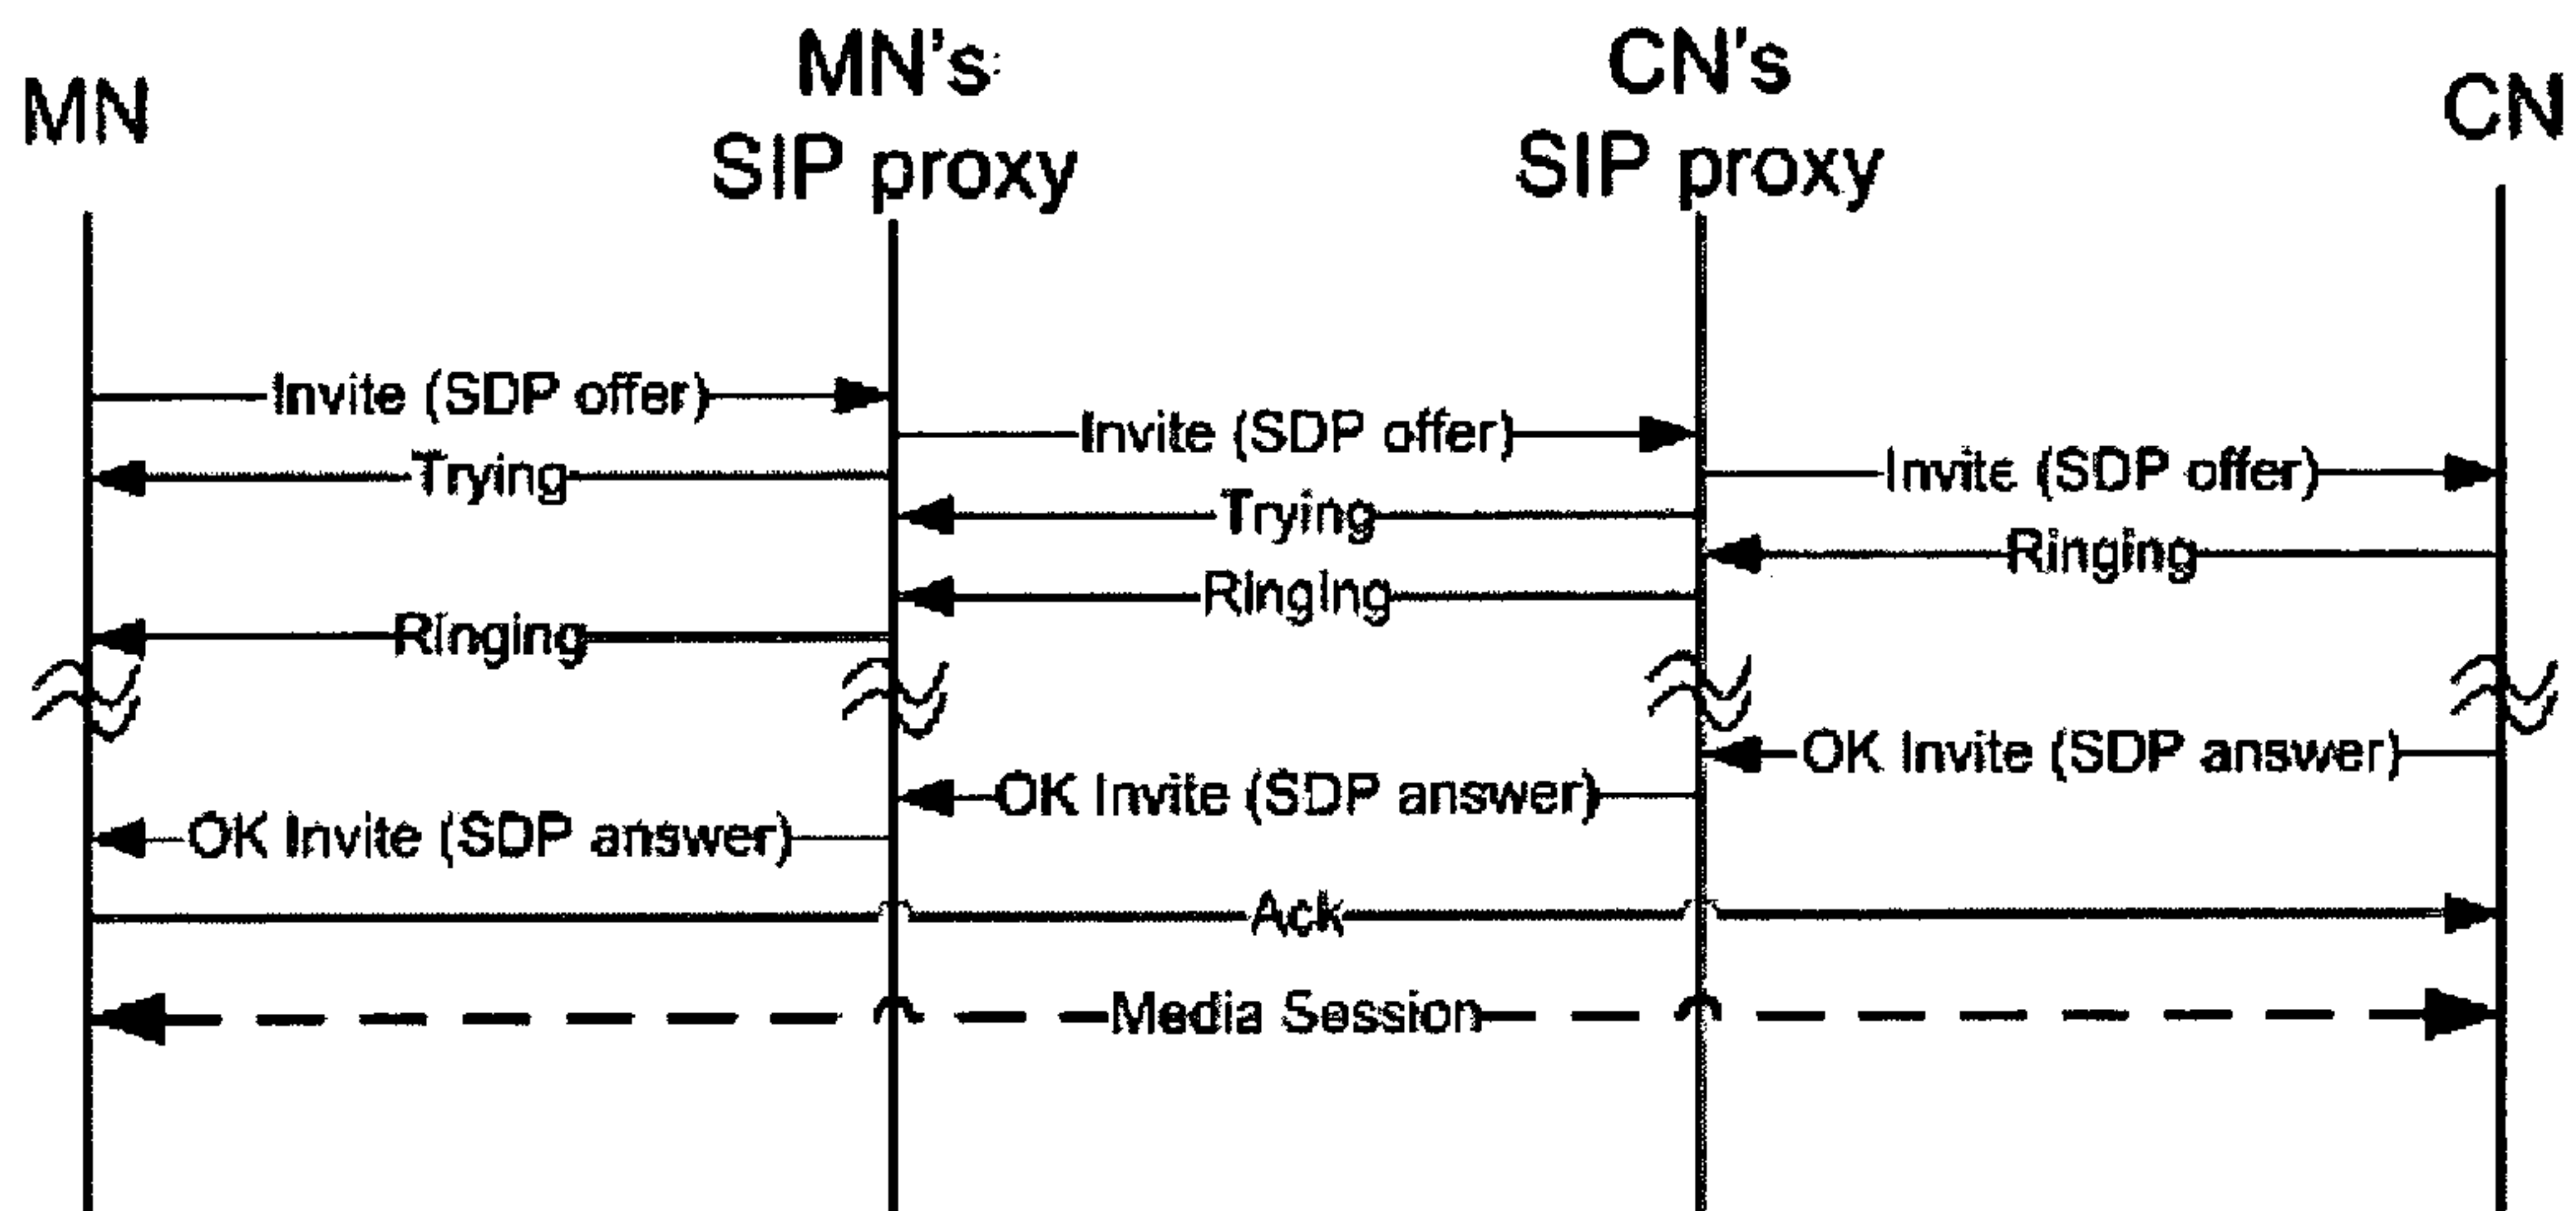 MN
MN's
SIP proxy
CN's
SIP proxy
CN
Invite (SDP offer)
Invite (SDP offer)
Trying
Invite (SDP offer)
Trying
Ringing
Ringing
Ringing
OK Invite (SDP answer)
OK Invite (SDP answer)
OK Invite (SDP answer)
Ack
Media Session